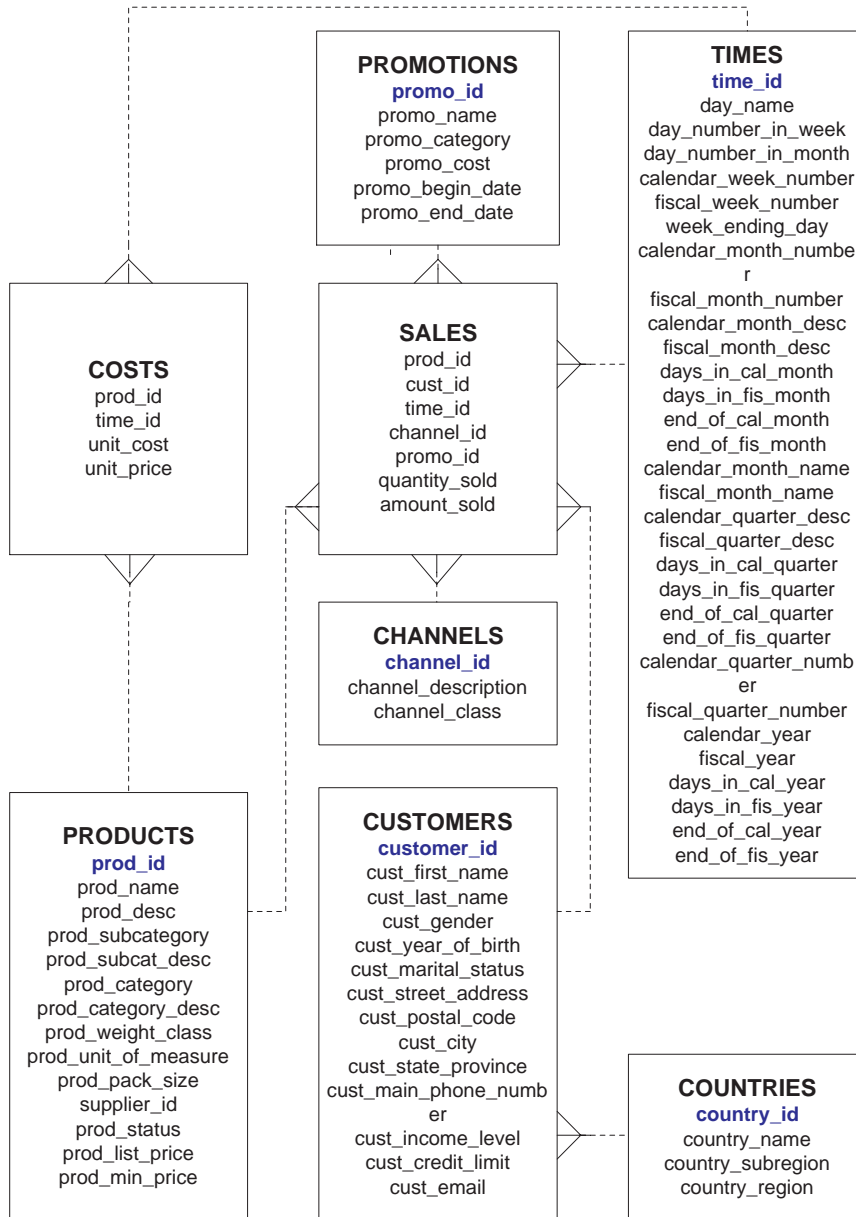 PROMOTIONS
promo_id
promo_name
promo_category
promo_cost
promo_begin_date
promo_end_date
TIMES
time_id
day_name
day_number_in_week
day_number_in_month
calendar_week_number
fiscal_week_number
week_ending_day
calendar_month_numbe
r
fiscal_month_number
calendar_month_desc
fiscal_month_desc
days_in_cal_month
days_in_fis_month
end_of_cal_month
end_of_fis_month
calendar_month_name
fiscal_month_name
calendar_quarter_desc
fiscal_quarter_desc
days_in_cal_quarter
days_in_fis_quarter
end_of_cal_quarter
end_of_fis_quarter
calendar_quarter_numb
er
fiscal_quarter_number
calendar_year
fiscal_year
days_in_cal_year
days_in_fis_year
end_of_cal_year
end_of_fis_year
COSTS
prod_id
time_id
unit_cost
unit_price
SALES
prod_id
cust_id
time_id
channel_id
promo_id
quantity_sold
amount_sold
CHANNELS
channel_id
channel_description
channel_class
PRODUCTS
prod_id
prod_name
prod_desc
prod_subcategory
prod_subcat_desc
prod_category
prod_category_desc
prod_weight_class
prod_unit_of_measure
prod_pack_size
supplier_id
prod_status
prod_list_price
prod_min_price
CUSTOMERS
customer_id
cust_first_name
cust_last_name
cust_gender
cust_year_of_birth
cust_marital_status
cust_street_address
cust_postal_code
cust_city
cust_state_province
cust_main_phone_numb
er
cust_income_level
cust_credit_limit
cust_email
COUNTRIES
country_id
country_name
country_subregion
country_region